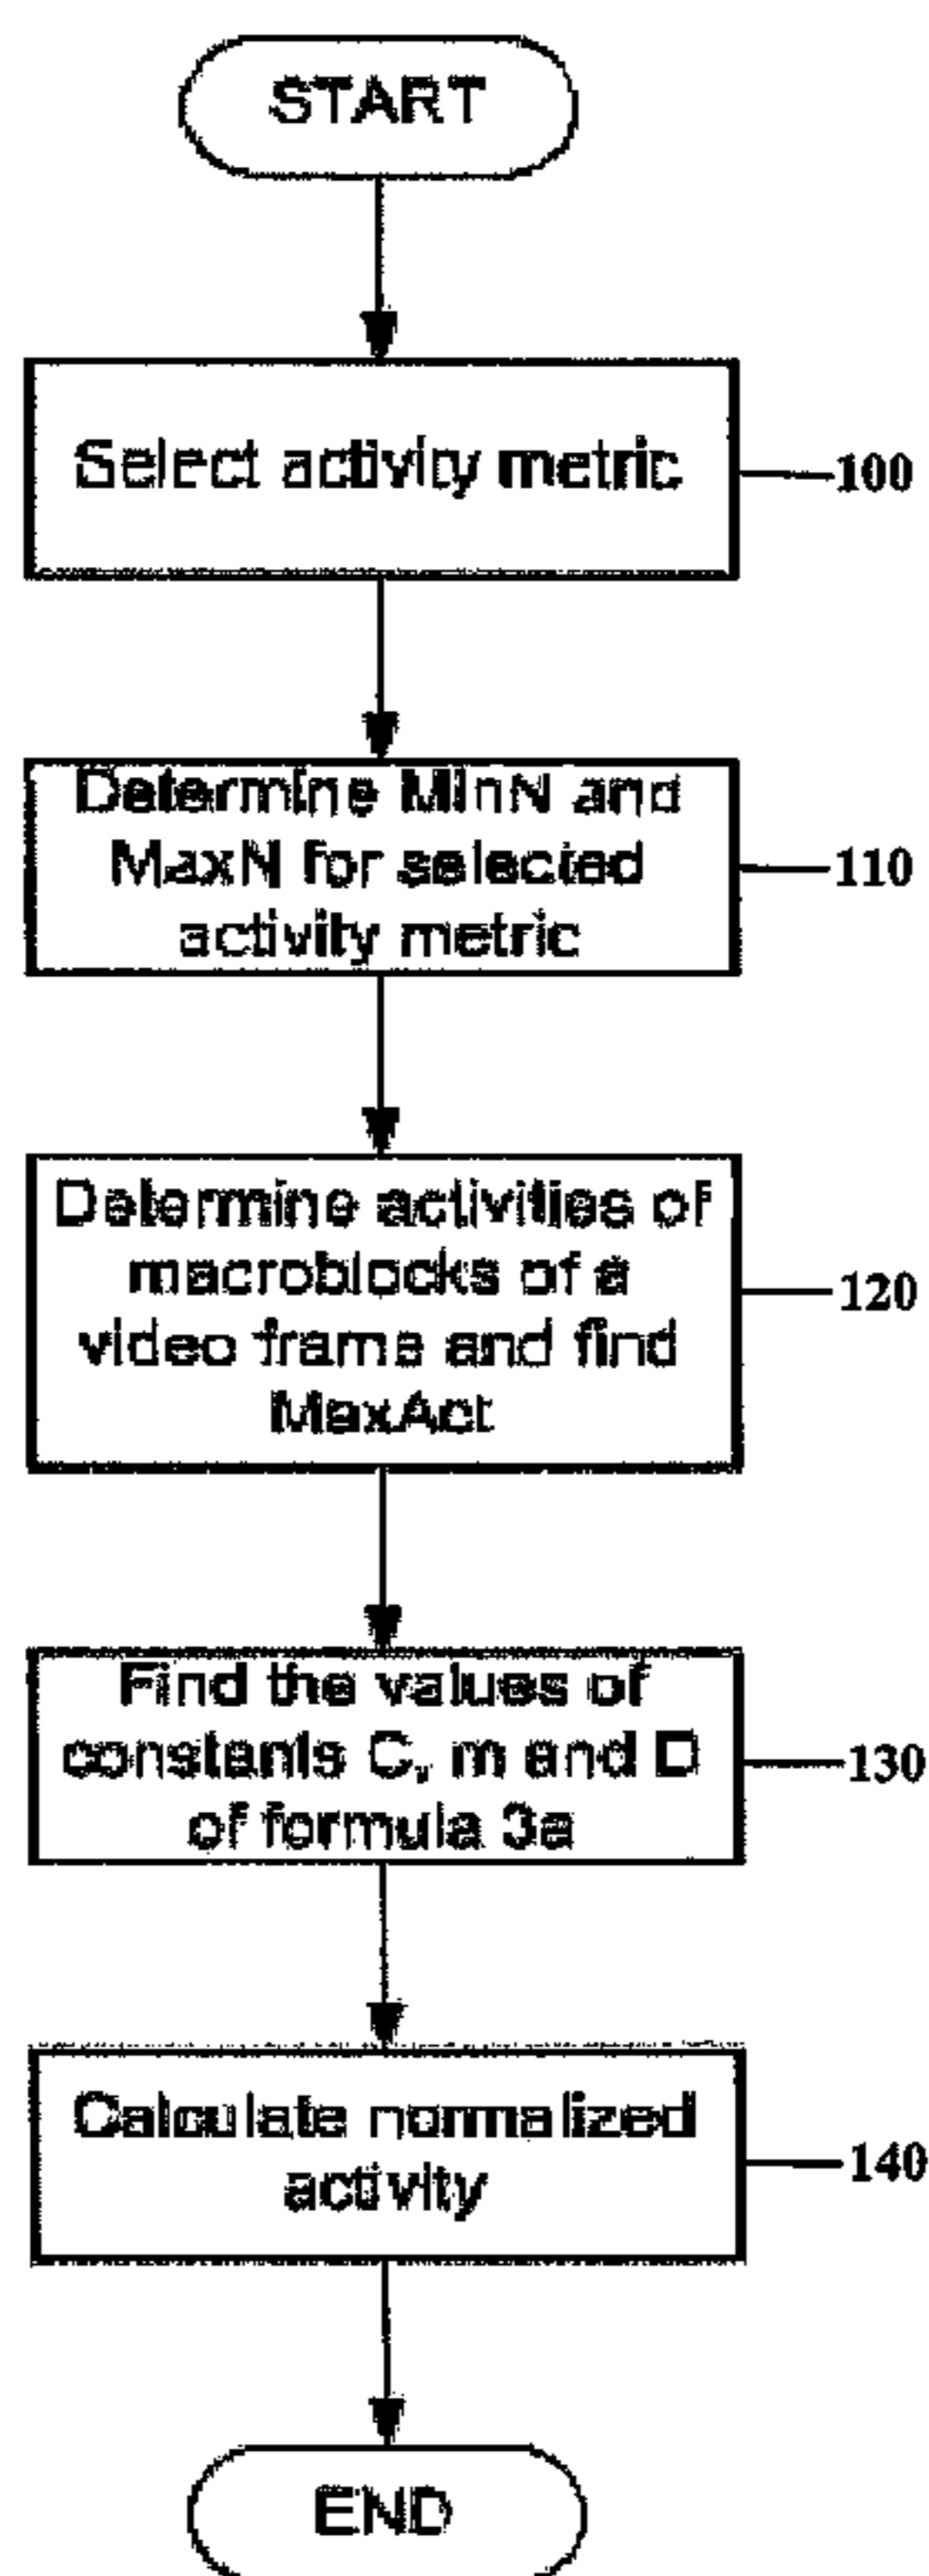 START
Select activity metric
100
Determine MinN and
MaxN for selected
activity metric
110
Determine activities of
macroblocks of a
video frame and find
MaxAct
120
Find the values of
constants C, m and D
of formula 3a
130
Calculate normalized
activity
140
END